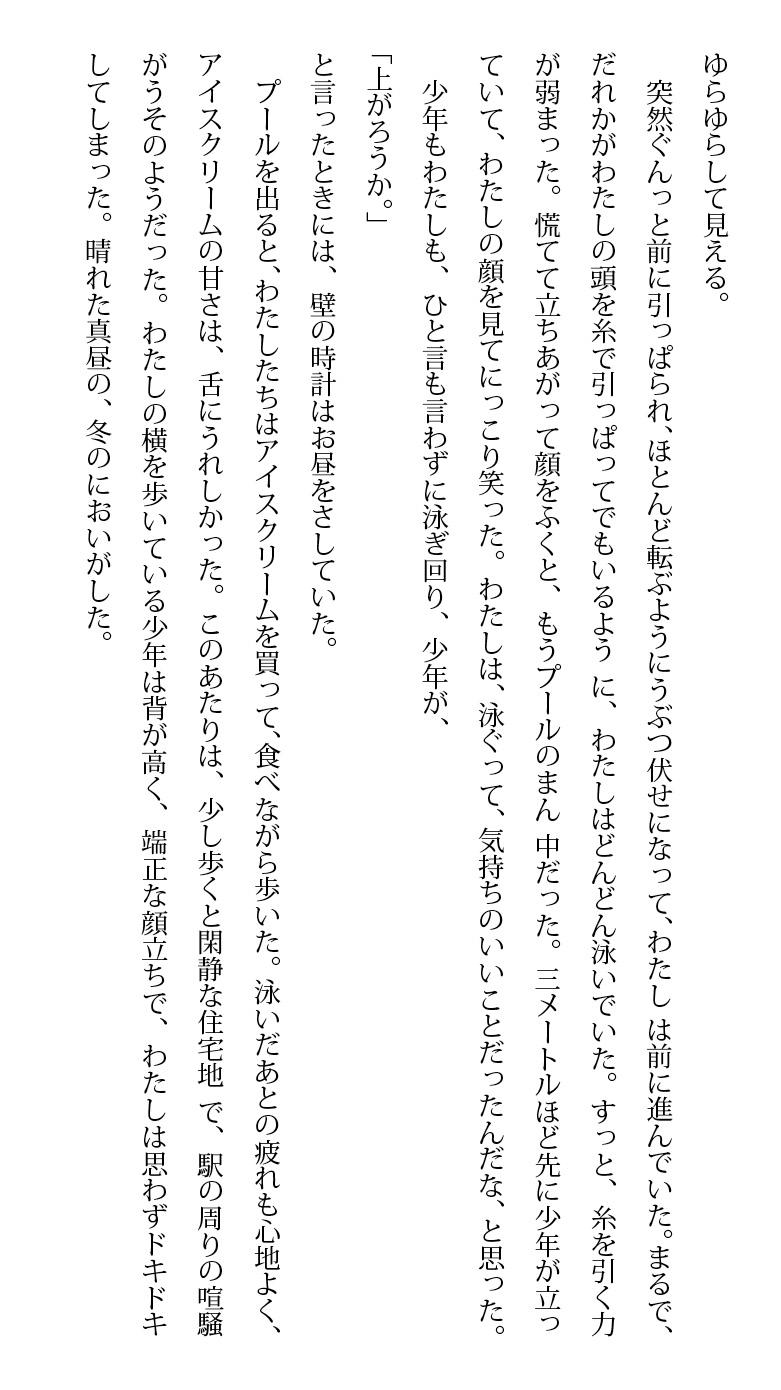 ゆらゆらして見える。
　突然ぐんっと前に引っぱられ、ほとんど転ぶようにうぶつ伏せになって、わたし は前に進んでいた。まるで、
だれかがわたしの頭を糸で引っぱってでもいるよう に、わたしはどんどん泳いでいた。すっと、糸を引く力
が弱まった。慌てて立ちあがって顔をふくと、もうプールのまん 中だった。三メートルほど先に少年が立っ
ていて、わたしの顔を見てにっこり笑った。わたしは、泳ぐって、気持ちのいいことだったんだな、と思った。
　少年もわたしも、ひと言も言わずに泳ぎ回り、少年が、
「上がろうか。」
と言ったときには、壁の時計はお昼をさしていた。
　プールを出ると、わたしたちはアイスクリームを買って、食べながら歩いた。泳いだあとの疲れも心地よく、
アイスクリームの甘さは、舌にうれしかった。このあたりは、少し歩くと閑静な住宅地 で、駅の周りの喧騒
がうそのようだった。わたしの横を歩いている少年は背が高く、端正な顔立ちで、わたしは思わずドキドキ
してしまった。晴れた真昼の、冬のにおいがした。